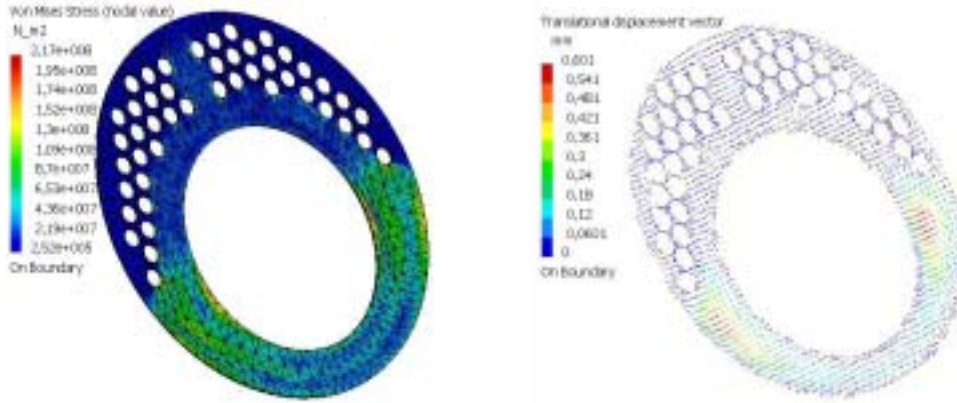 Von Mises Stress (nodal value)
N_m2
2,17e+008
1,95e+008
1,74e+008
1,52e+008
1,3e+008
1,09e+008
8,7e+007
6,53e+007
4,36e+007
2,19e+007
2,52e+005
On Boundary
Translational displacement vector
mm
0,601
0,541
0,481
0,421
0,361
0,3
0,24
0,18
0,12
0,0601
0
On Boundary